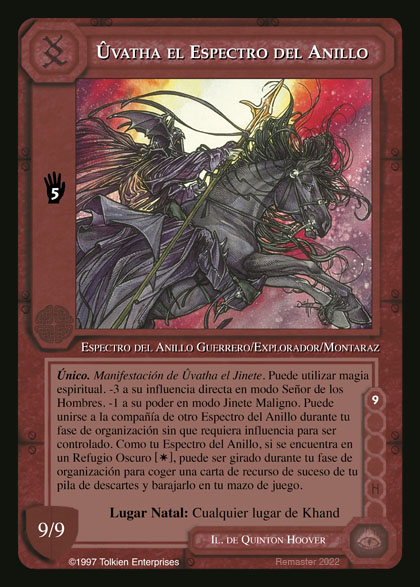 Ûvatha el Espectro del Anillo
5
Espectro del Anillo Guerrero/Explorador/Montaraz
Único. Manifestación de Ûvatha el Jinete. Puede utilizar magia
espiritual. -3 a su influencia directa en modo Señor de los
Hombres. -1 a su poder en modo Jinete Maligno. Puede
unirse a la compañía de otro Espectro del Anillo durante tu
fase de organización sin que requiera influencia para ser
controlado. Como tu Espectro del Anillo, si se encuentra en
un Refugio Oscuro [✷], puede ser girado durante tu fase de
organización para coger una carta de recurso de suceso de tu
pila de descartes y barajarlo en tu mazo de juego.
9
H
Lugar Natal: Cualquier lugar de Khand
9/9
Il. de Quinton Hoover
©1997 Tolkien Enterprises
Remaster 2022